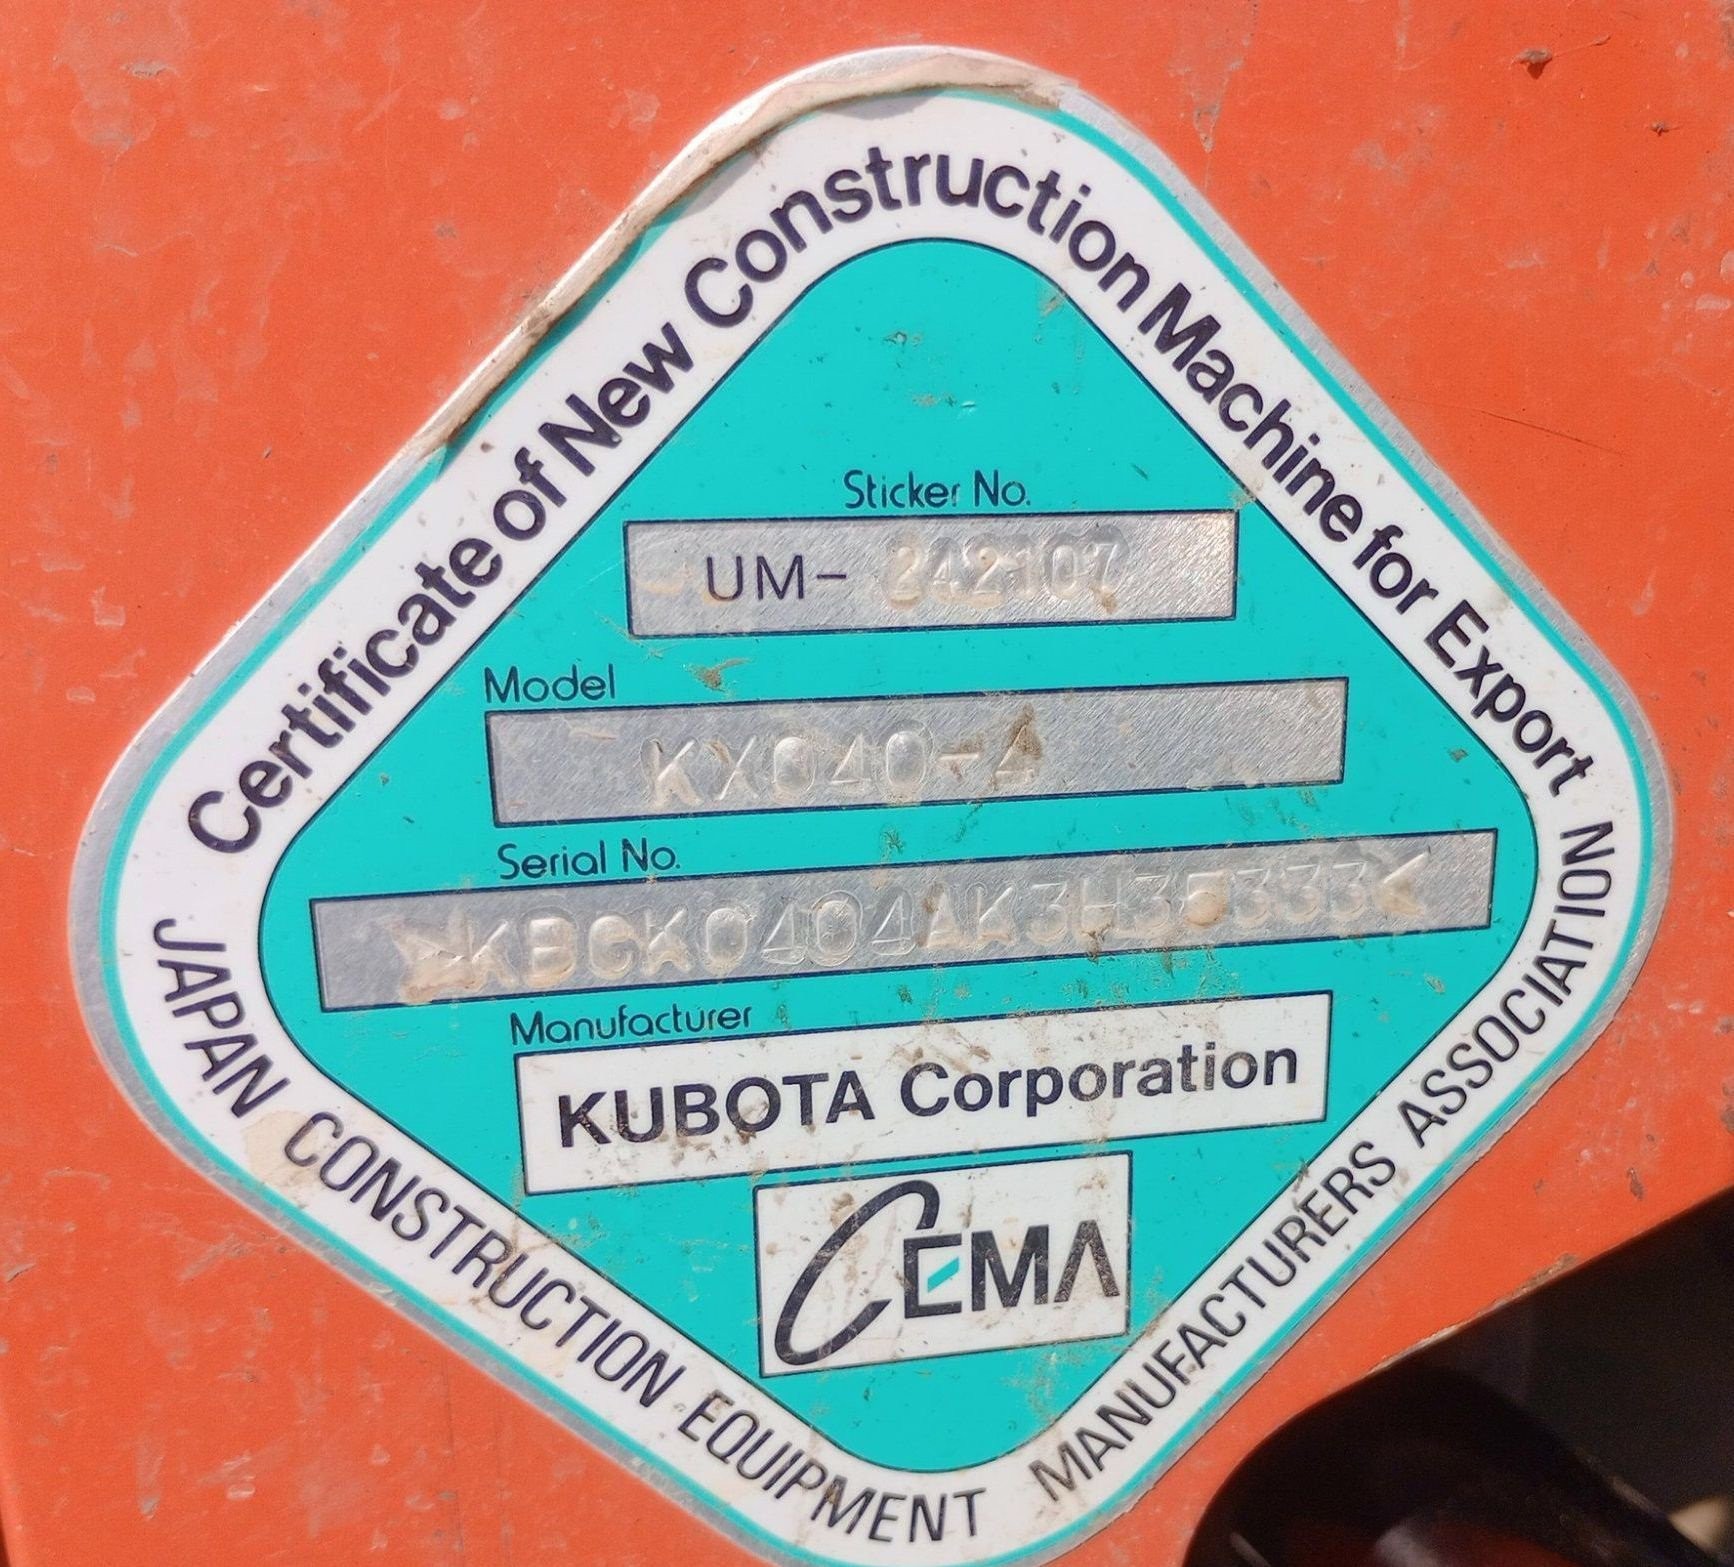 Certificate of New Construction Machine for Export
Sticker No.
UM- 242107
Model
KX040-4
Serial No.
Manufacturer
KUBOTA Corporation
CEMA
JAPAN CONSTRUCTION EQUIPMENT MANUFACTURERS ASSOCIATION